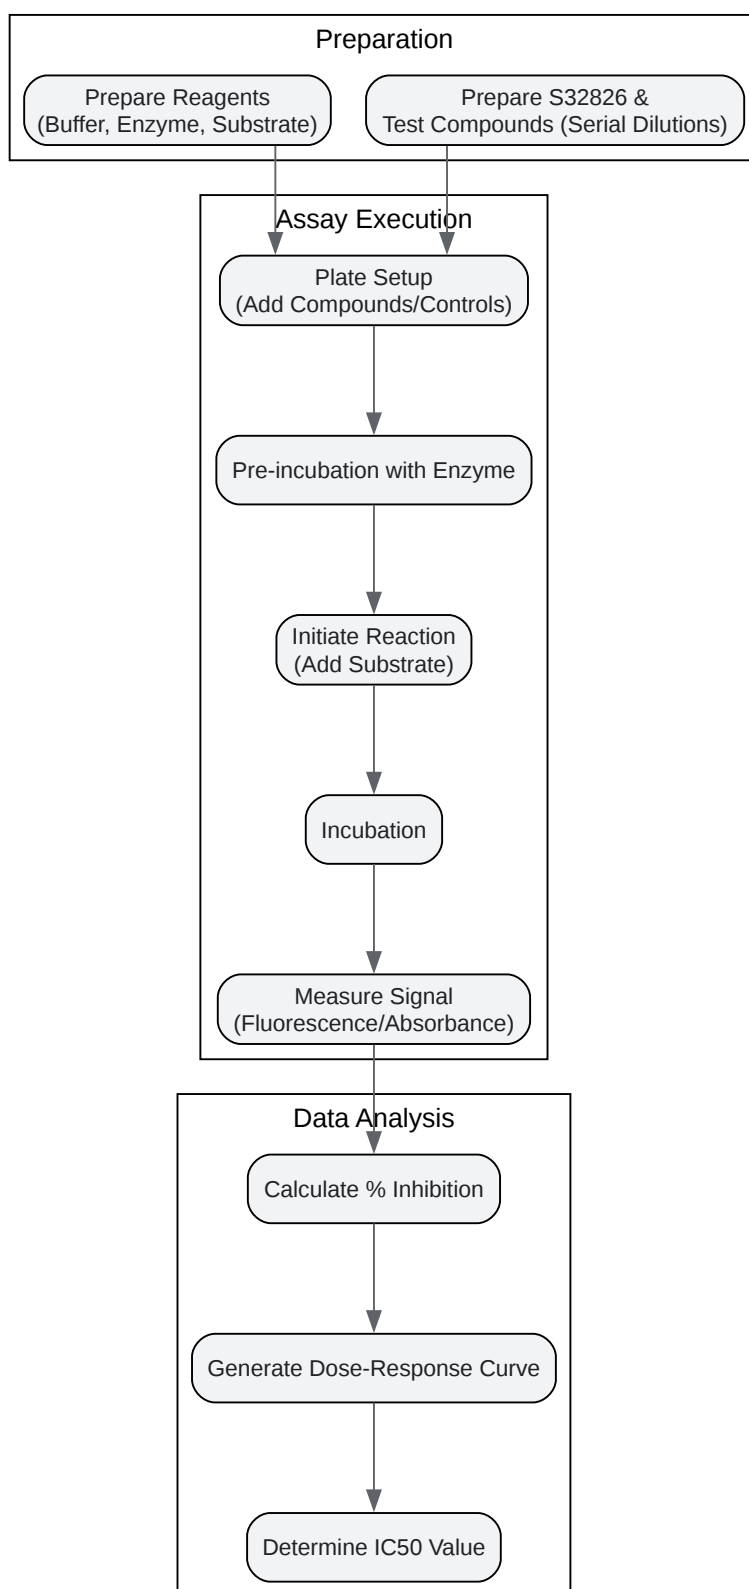 Preparation
Prepare Reagents
(Buffer, Enzyme, Substrate)
Prepare S32826 &
Test Compounds (Serial Dilutions)
Assay Execution
Plate Setup
(Add Compounds/Controls)
Pre-incubation with Enzyme
Initiate Reaction
(Add Substrate)
Incubation
Measure Signal
(Fluorescence/Absorbance)
Data Analysis
Calculate % Inhibition
Generate Dose-Response Curve
Determine IC50 Value